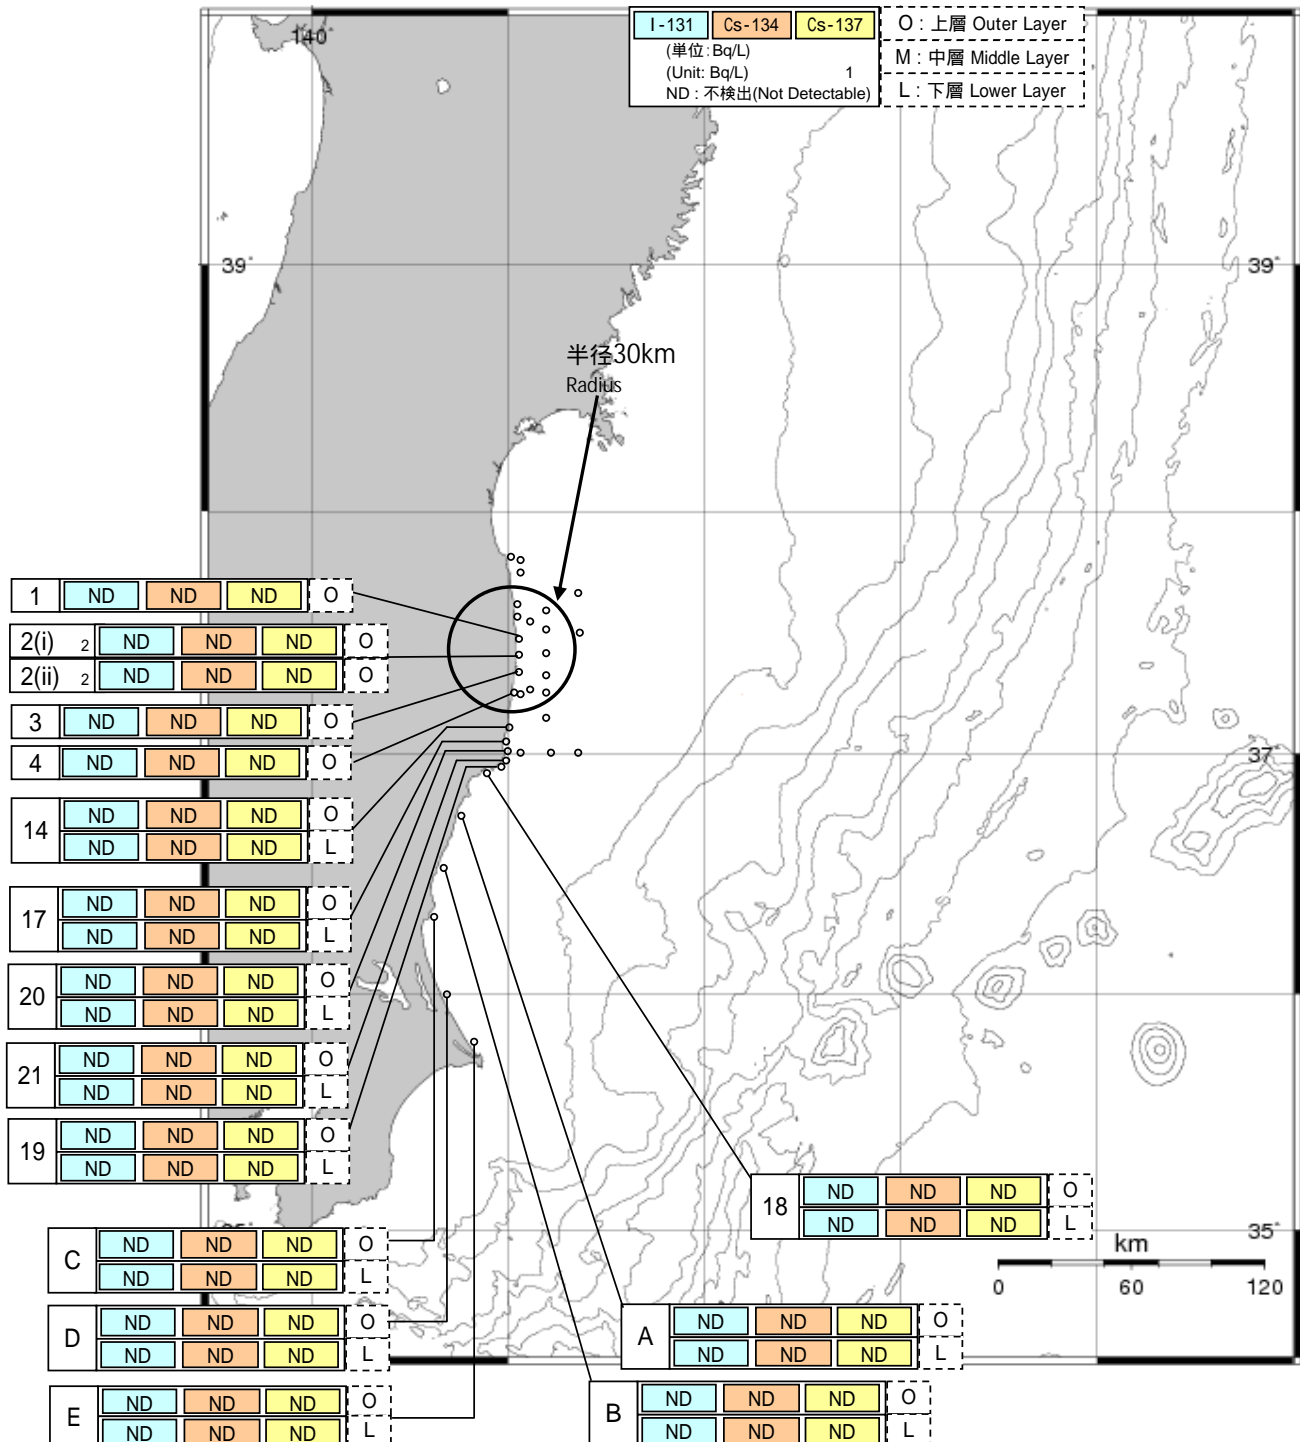 I-131 Cs-134 Cs-137
(単位:Bq/L)
(Unit: Bq/L) 1
ND : 不検出(Not Detectable)
O : 上層 Outer Layer
M : 中層 Middle Layer
L : 下層 Lower Layer
140°
39° 39°
半径30km
Radius
1 ND ND ND O
2(i) 2 ND ND ND O
2(ii) 2 ND ND ND O
3 ND ND ND O
4 ND ND ND O
37°
14 ND ND ND O
ND ND ND L
17 ND ND ND O
ND ND ND L
20 ND ND ND O
ND ND ND L
21 ND ND ND O
ND ND ND L
19 ND ND ND O
ND ND ND L
18 ND ND ND O
ND ND ND L
35°
C ND ND ND O
ND ND ND L
km
0 60 120
D ND ND ND O
ND ND ND L
A ND ND ND O
ND ND ND L
E ND ND ND O
ND ND ND L
B ND ND ND O
ND ND ND L